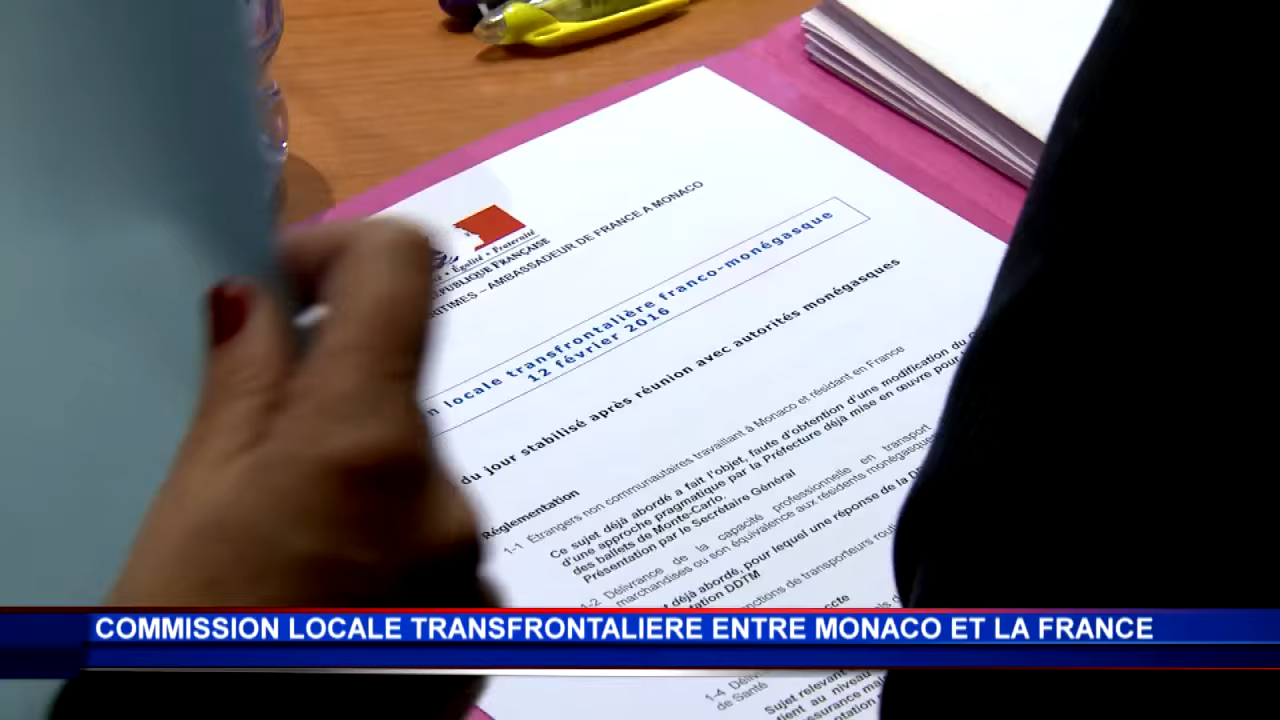 Égalité • Fraternité
RÉPUBLIQUE FRANÇAISE
– AMBASSADEUR DE FRANCE A MONACO
locale transfrontalière franco-monégasque
12 février 2016
du jour stabilisé après réunion avec autorités monégasques
Réglementation
1-1 Étrangers non communautaires travaillant à Monaco et résidant en France
Ce sujet déjà abordé a fait l'objet, faute d'obtention d'une modification du
d'une approche pragmatique par la Préfecture déjà mise en œuvre pour
des ballets de Monte-Carlo.
Présentation par le Secrétaire Général
1-2 Délivrance de la capacité professionnelle en transport
marchandises ou son équivalence aux résidents monégasques
déjà abordé, pour lequel une réponse de la
DDTM
de transporteurs
COMMISSION LOCALE TRANSFRONTALIERE ENTRE MONACO ET LA FRANCE
1-4
de Santé
Sujet
au niveau